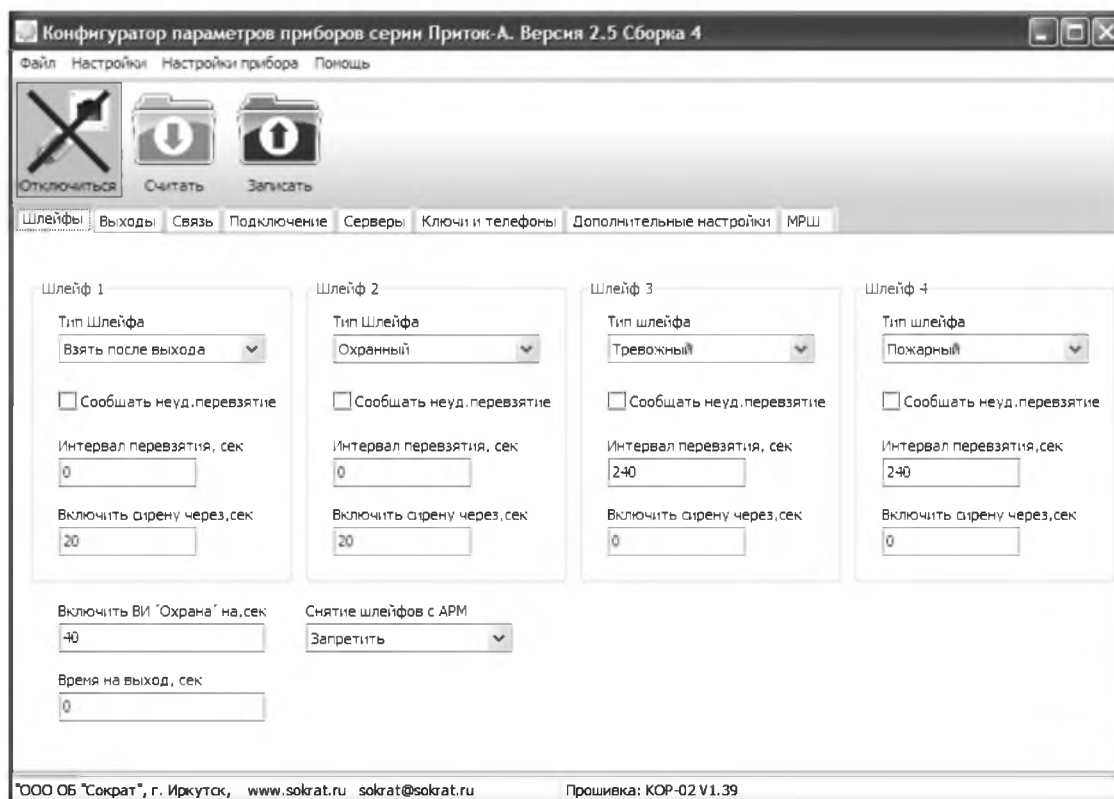 Конфигуратор параметров приборов серии Приток-А. Версия 2.5 Сборка 4
Файл Настройки Настройки прибора Помощь
Отключиться Считать Записать
Шлейфы Выходы Связь Подключение Серверы Ключи и телефоны Дополнительные настройки МРШ
Шлейф 1 Шлейф 2 Шлейф 3 Шлейф 4
Тип Шлейфа Тип Шлейфа Тип шлейфа Тип шлейфа
Взять после выхода Охранный Тревожный Пожарный
Сообщать неуд.перевзятие Сообщать неуд.перевзятие Сообщать неуд.перевзятие Сообщать неуд.перевзятие
Интервал перевзятия, сек Интервал перевзятия, сек Интервал перевзятия,сек Интервал перевзятия,сек
0 0 240 240
Включить сирену через,сек Включить сирену через,сек Включить сирену через,сек Включить сирену через,сек
20 20 0 0
Включить ВИ "Охрана" на,сек Снятие шлейфов с АРМ
40 Запретить
Время на выход, сек
0
"ООО ОБ "Сократ", г. Иркутск, www.sokrat.ru sokrat@sokrat.ru Прошивка: КОР-02 V1.39